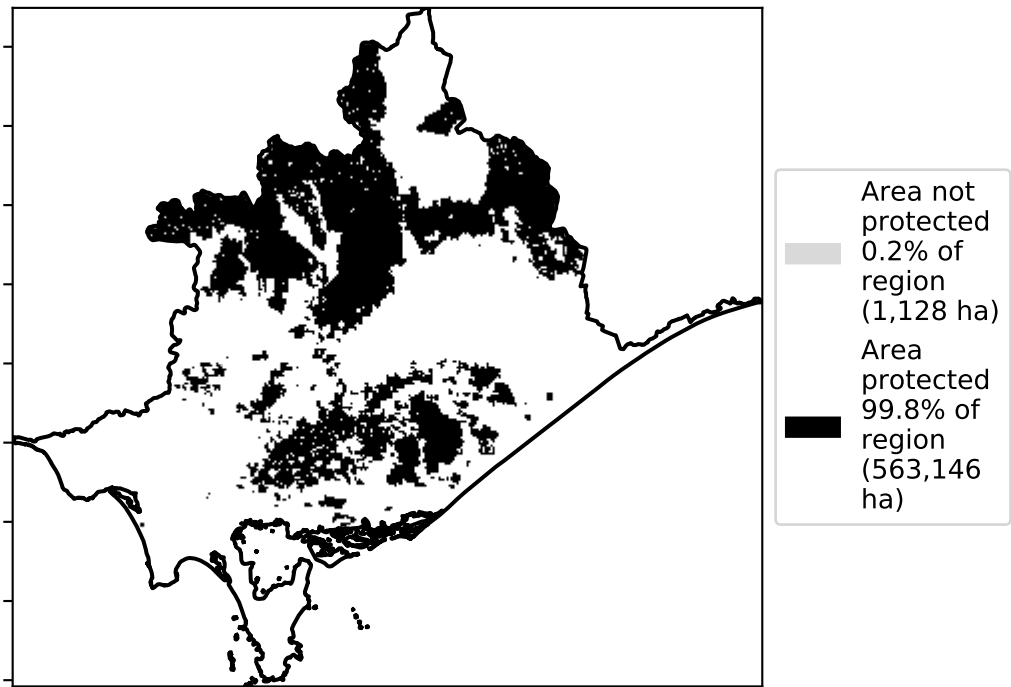 Area not
protected
0.2% of
region
(1,128 ha)
Area
protected
99.8% of
region
(563,146
ha)